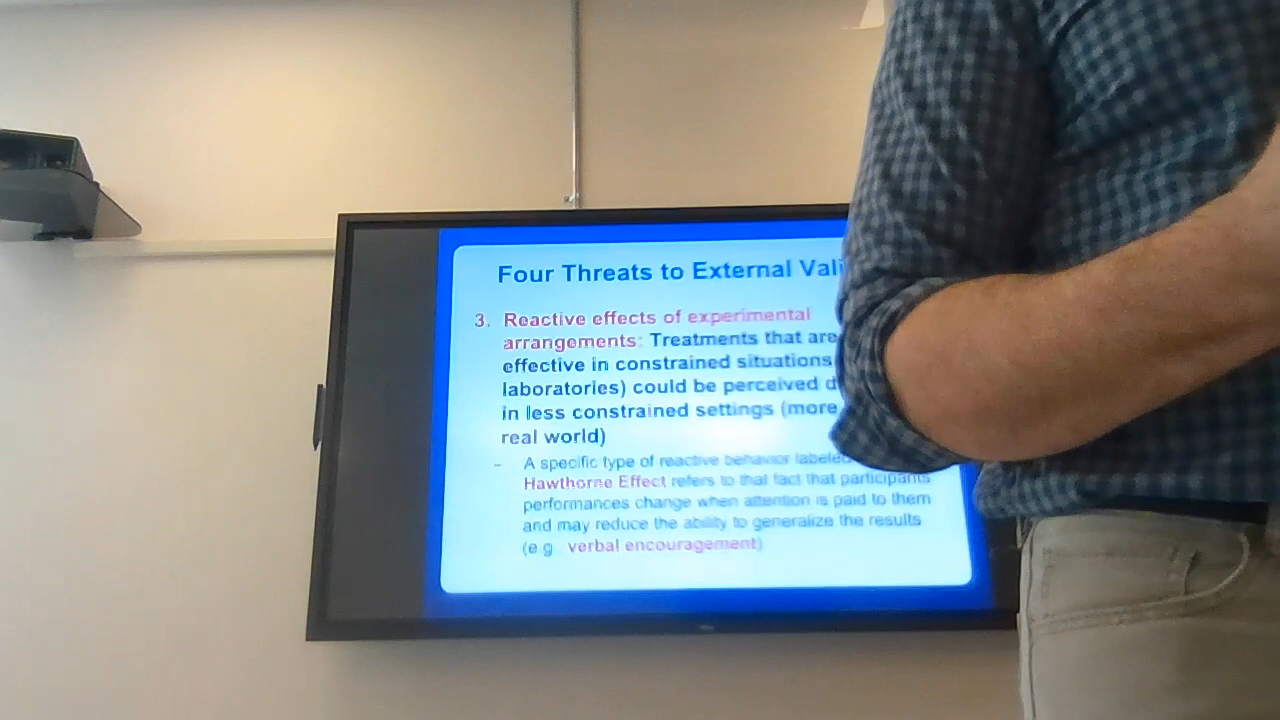 Four Threats to External Vali
3. Reactive effects of experimental
arrangements: Treatments that are
effective in constrained situations
laboratories) could be perceived d
in less constrained settings (more
real world)
– A specific type of reactive behavior labeled
Hawthorne Effect refers to that fact that participants
performances change when attention is paid to them
and may reduce the ability to generalize the results
(e.g. verbal encouragement)